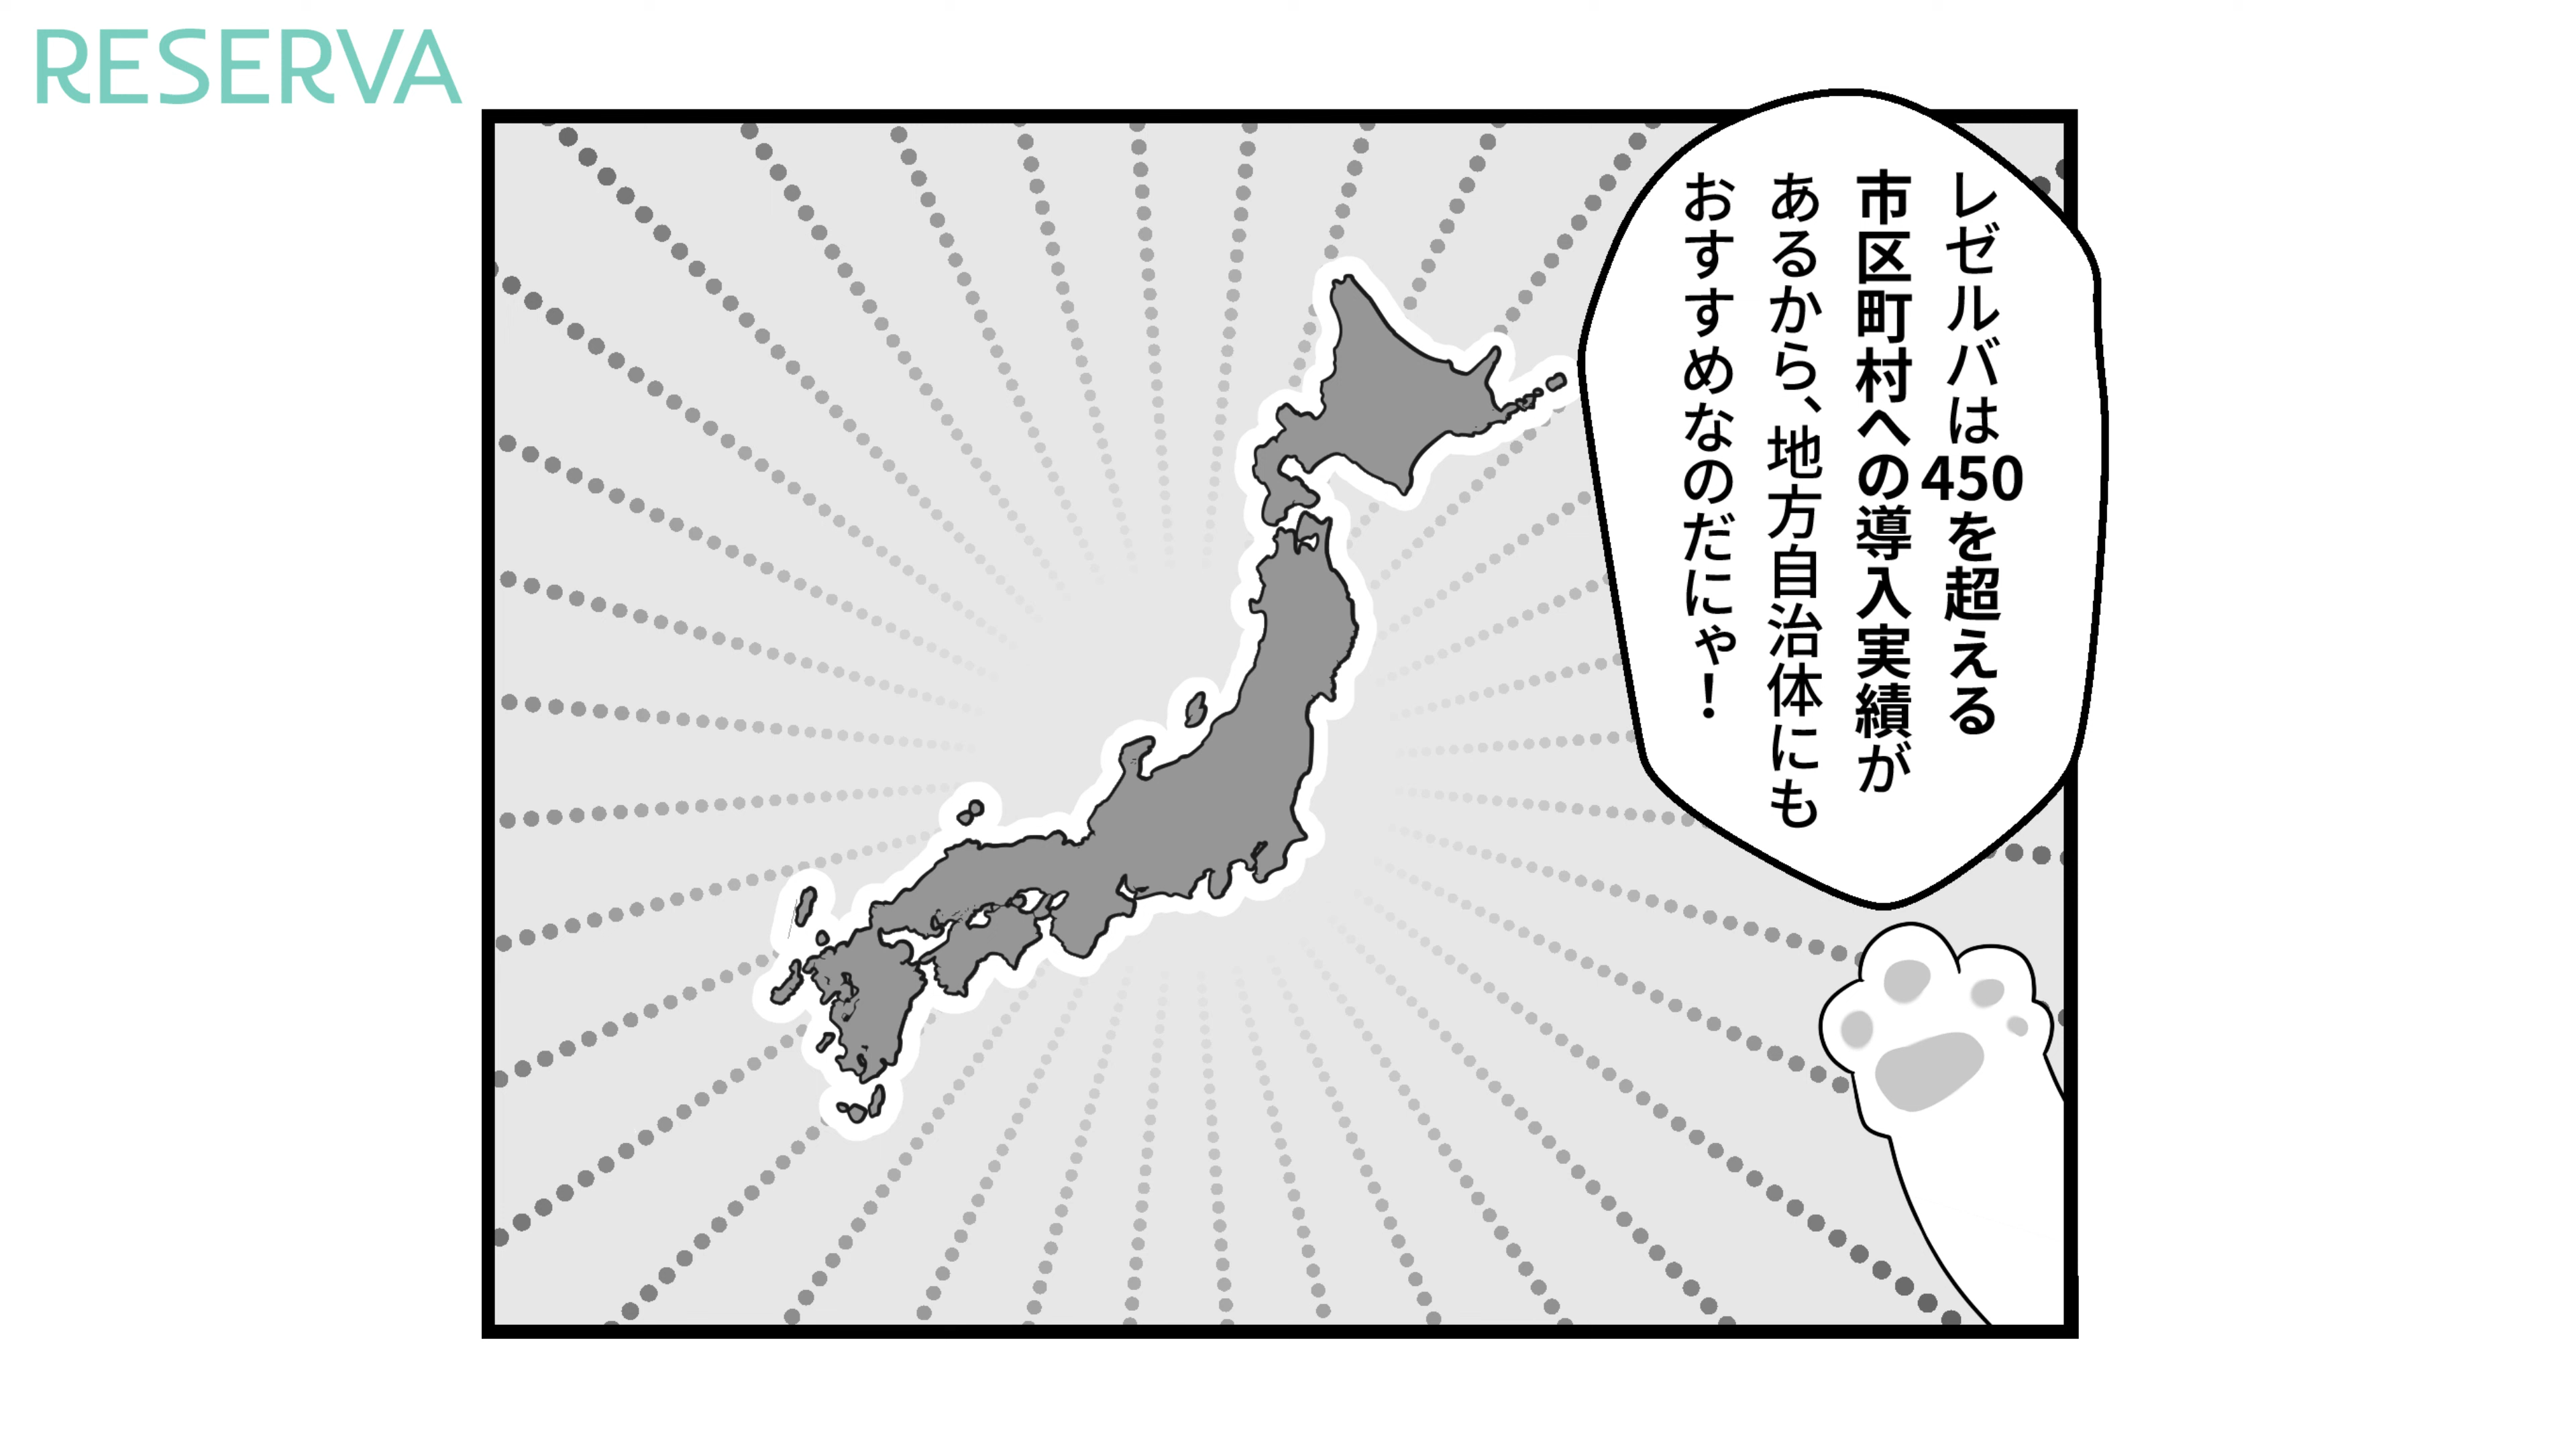 RESERVA
レゼルバは450を超える
市区町村への導入実績が
あるから、地方自治体にも
おすすめなのだにゃ！